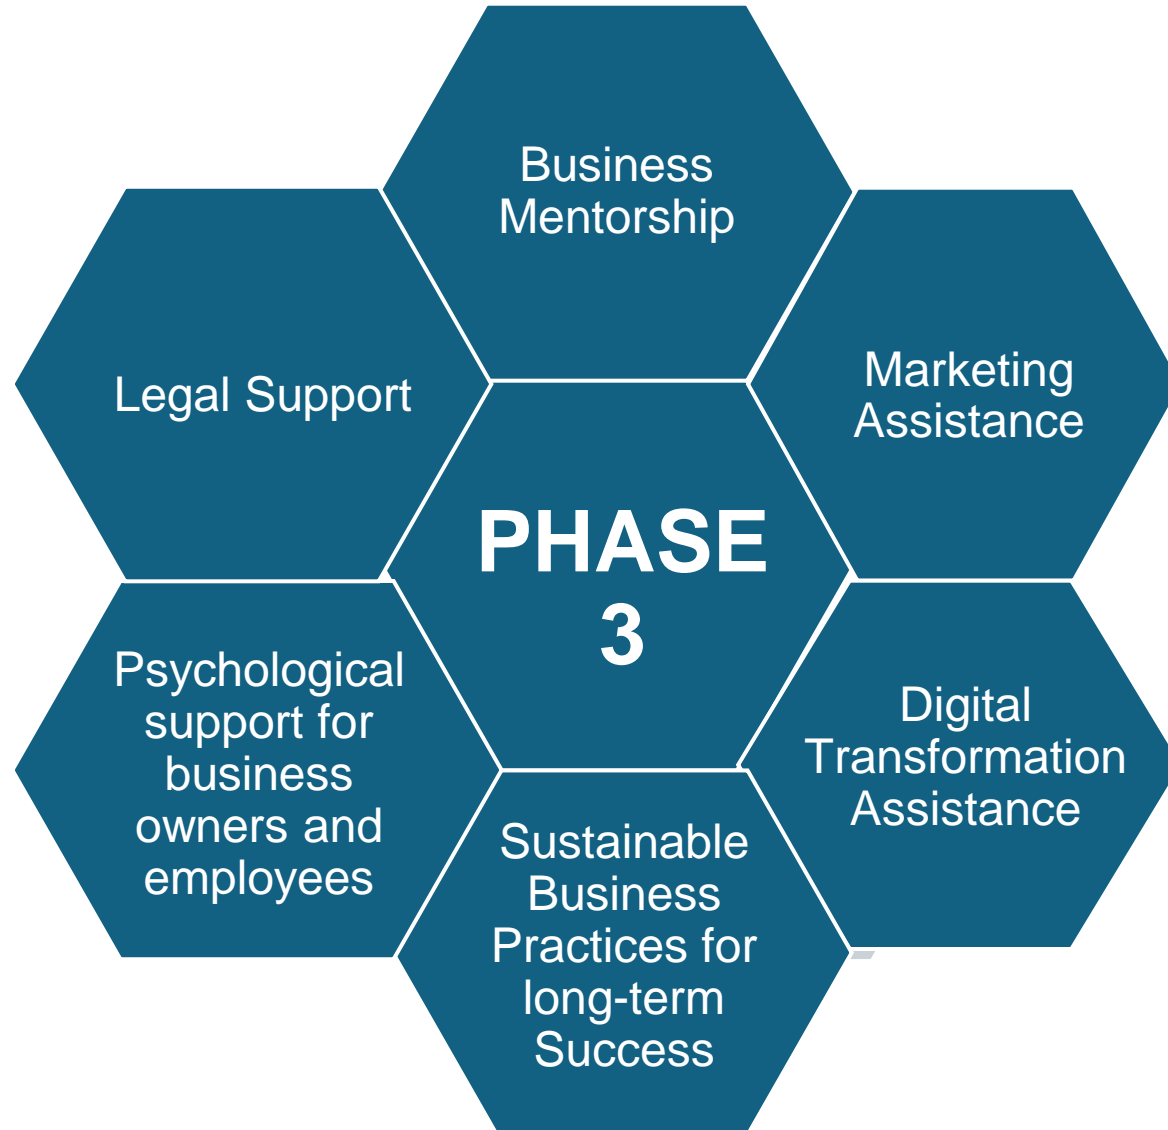 Business
Mentorship
Legal Support
Marketing
Assistance
PHASE
3
Psychological
support for
business
owners and
employees
Digital
Transformation
Assistance
Sustainable
Business
Practices for
long-term
Success